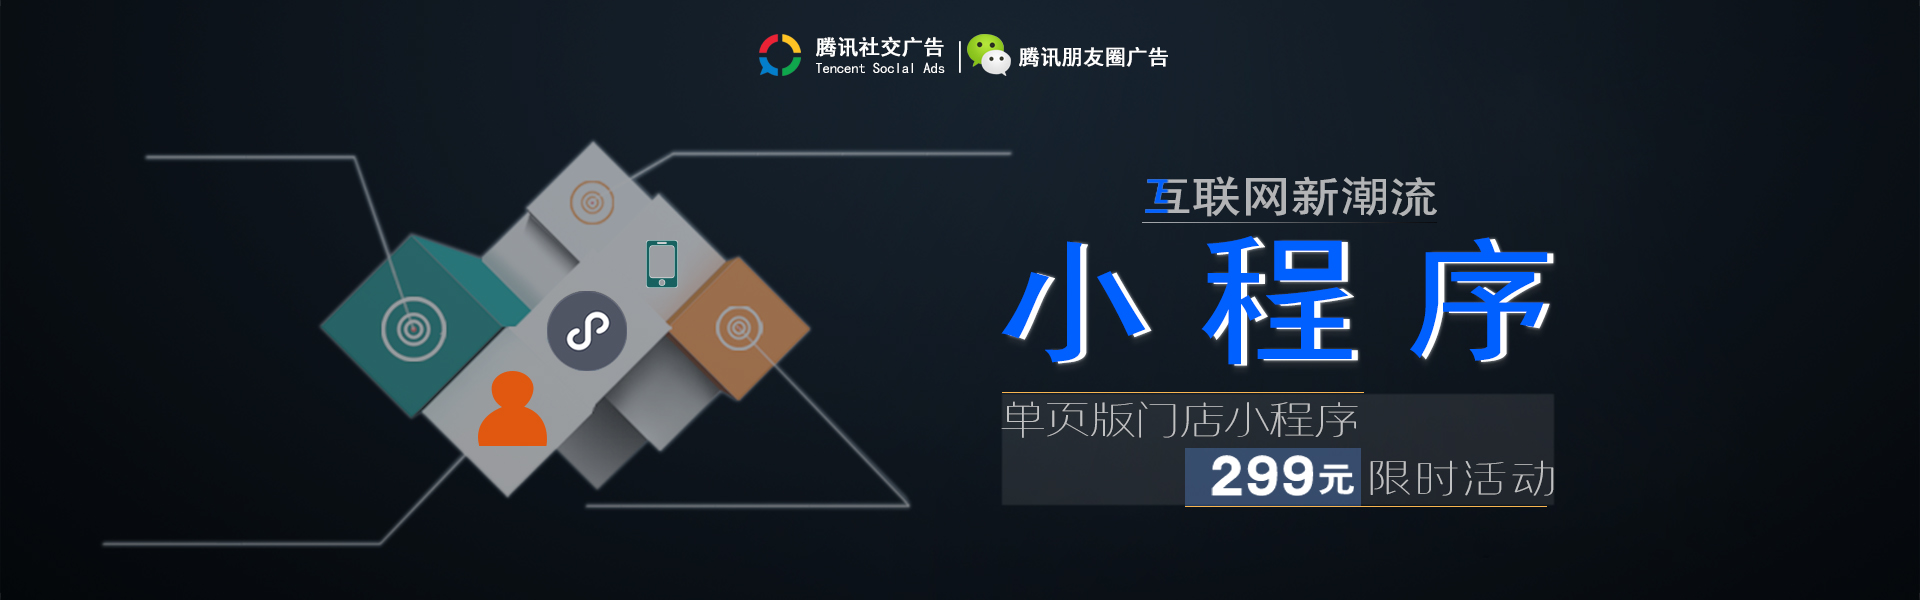 腾讯社交广告
Tencent Social Ads
腾讯朋友圈广告
互联网新潮流
小程序
单页版门店小程序
299元 限时活动